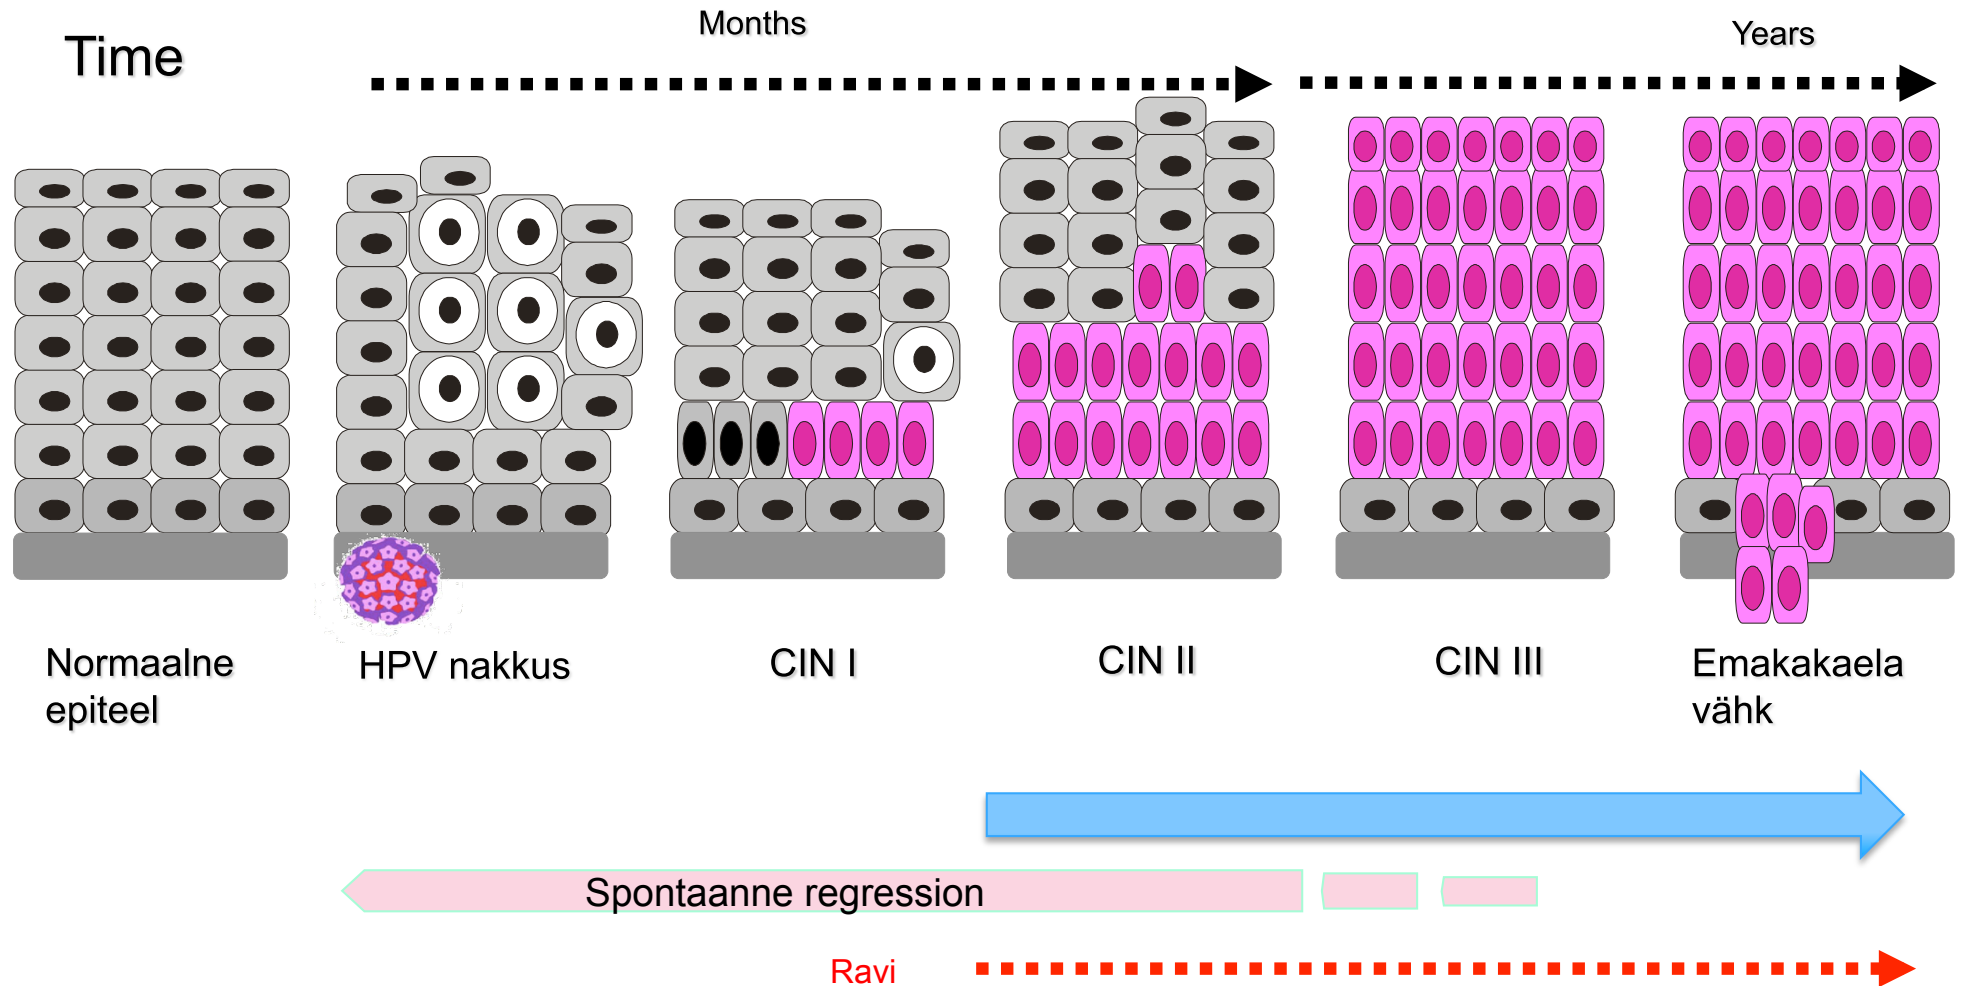 Time
Months
Years
Normaalne
epiteel
HPV nakkus
CIN I
CIN II
CIN III
Emakakaela
vähk
Spontaanne regression
Ravi